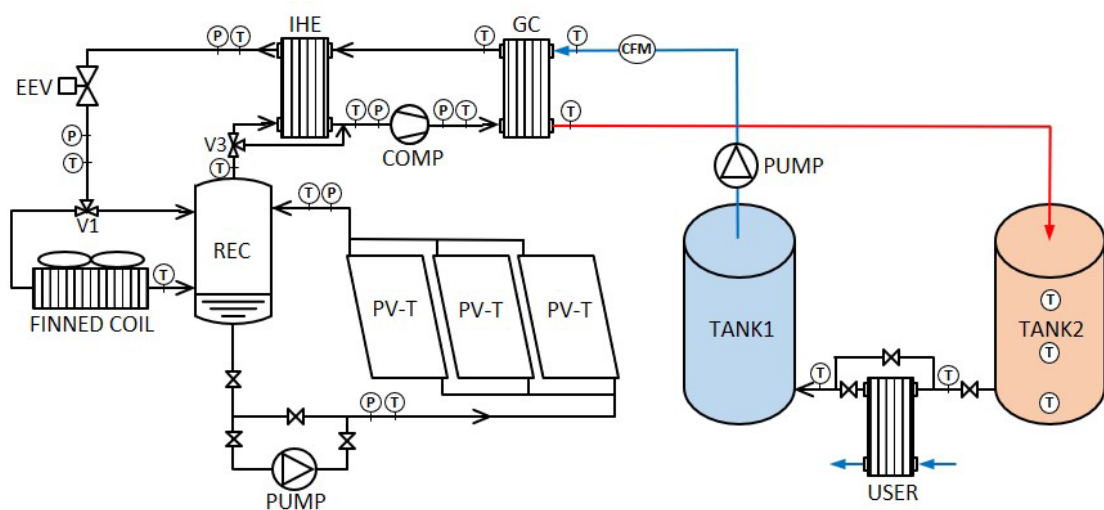 IHE
GC
P T
T
T
CFM
EEV
T P
P T
T
P
V3
COMP
T
T
PUMP
T P
V1
REC
T
PV-T
PV-T
PV-T
T
FINNED COIL
TANK1
TANK2
T
T
T
P T
T
PUMP
USER